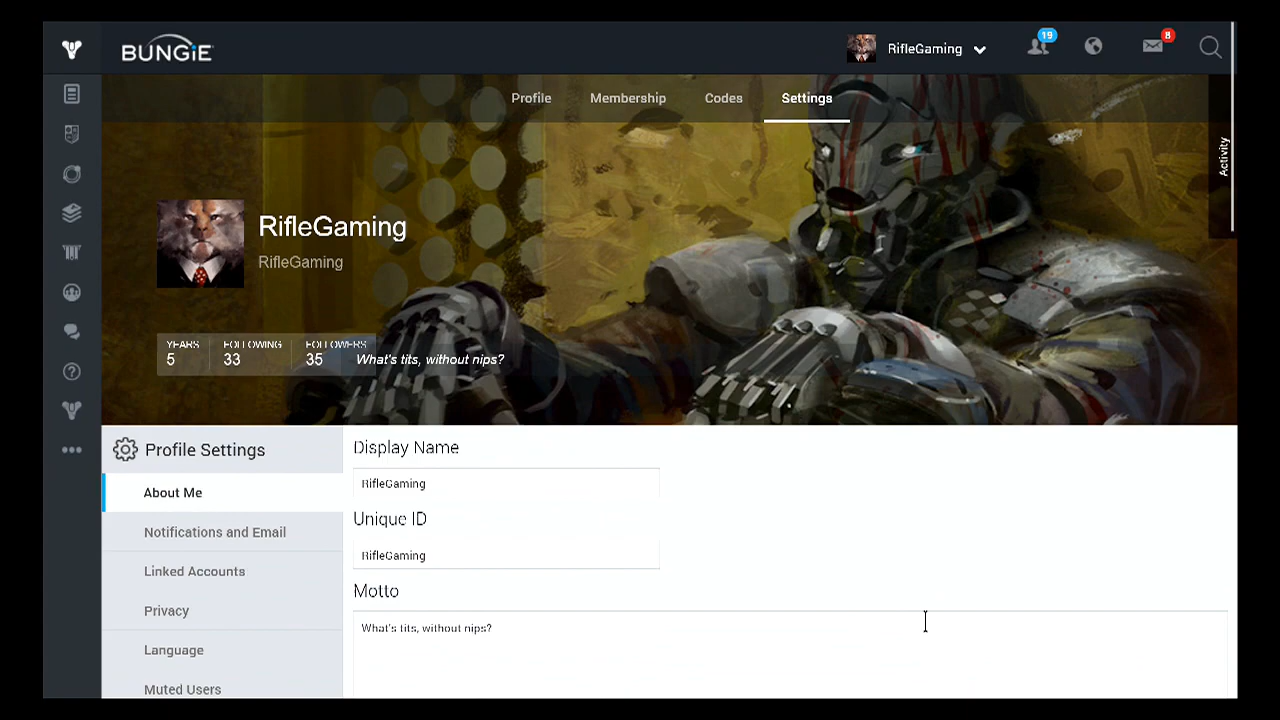 BUNGiE
RifleGaming
19
8
Profile
Membership
Codes
Settings
Activity
RifleGaming
RifleGaming
YEARS
5
FOLLOWING
33
FOLLOWERS
35
What's tits, without nips?
Profile Settings
About Me
Notifications and Email
Linked Accounts
Privacy
Language
Muted Users
Display Name
RifleGaming
Unique ID
RifleGaming
Motto
What's tits, without nips?